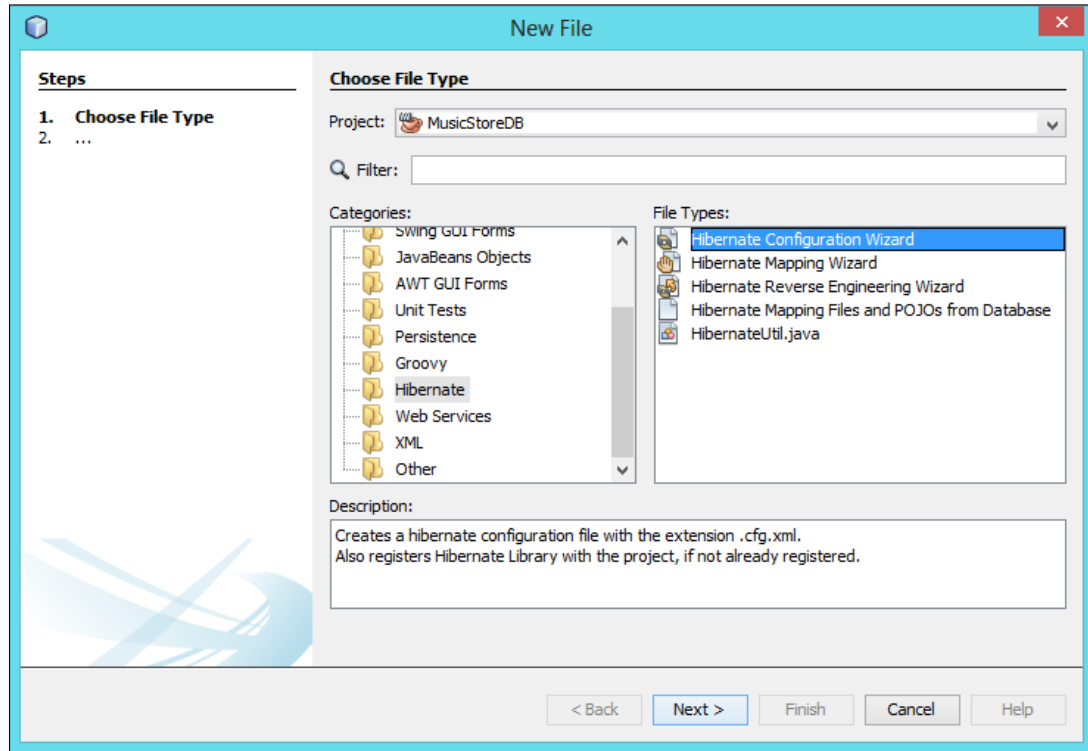 New File
Steps
1. Choose File Type
2. ...
Choose File Type
Project: MusicStoreDB
Filter:
Categories:
Swing GUI Forms
JavaBeans Objects
AWT GUI Forms
Unit Tests
Persistence
Groovy
Hibernate
Web Services
XML
Other
File Types:
Hibernate Configuration Wizard
Hibernate Mapping Wizard
Hibernate Reverse Engineering Wizard
Hibernate Mapping Files and POJOs from Database
HibernateUtil.java
Description:
Creates a hibernate configuration file with the extension .cfg.xml.
Also registers Hibernate Library with the project, if not already registered.
< Back Next > Finish Cancel Help